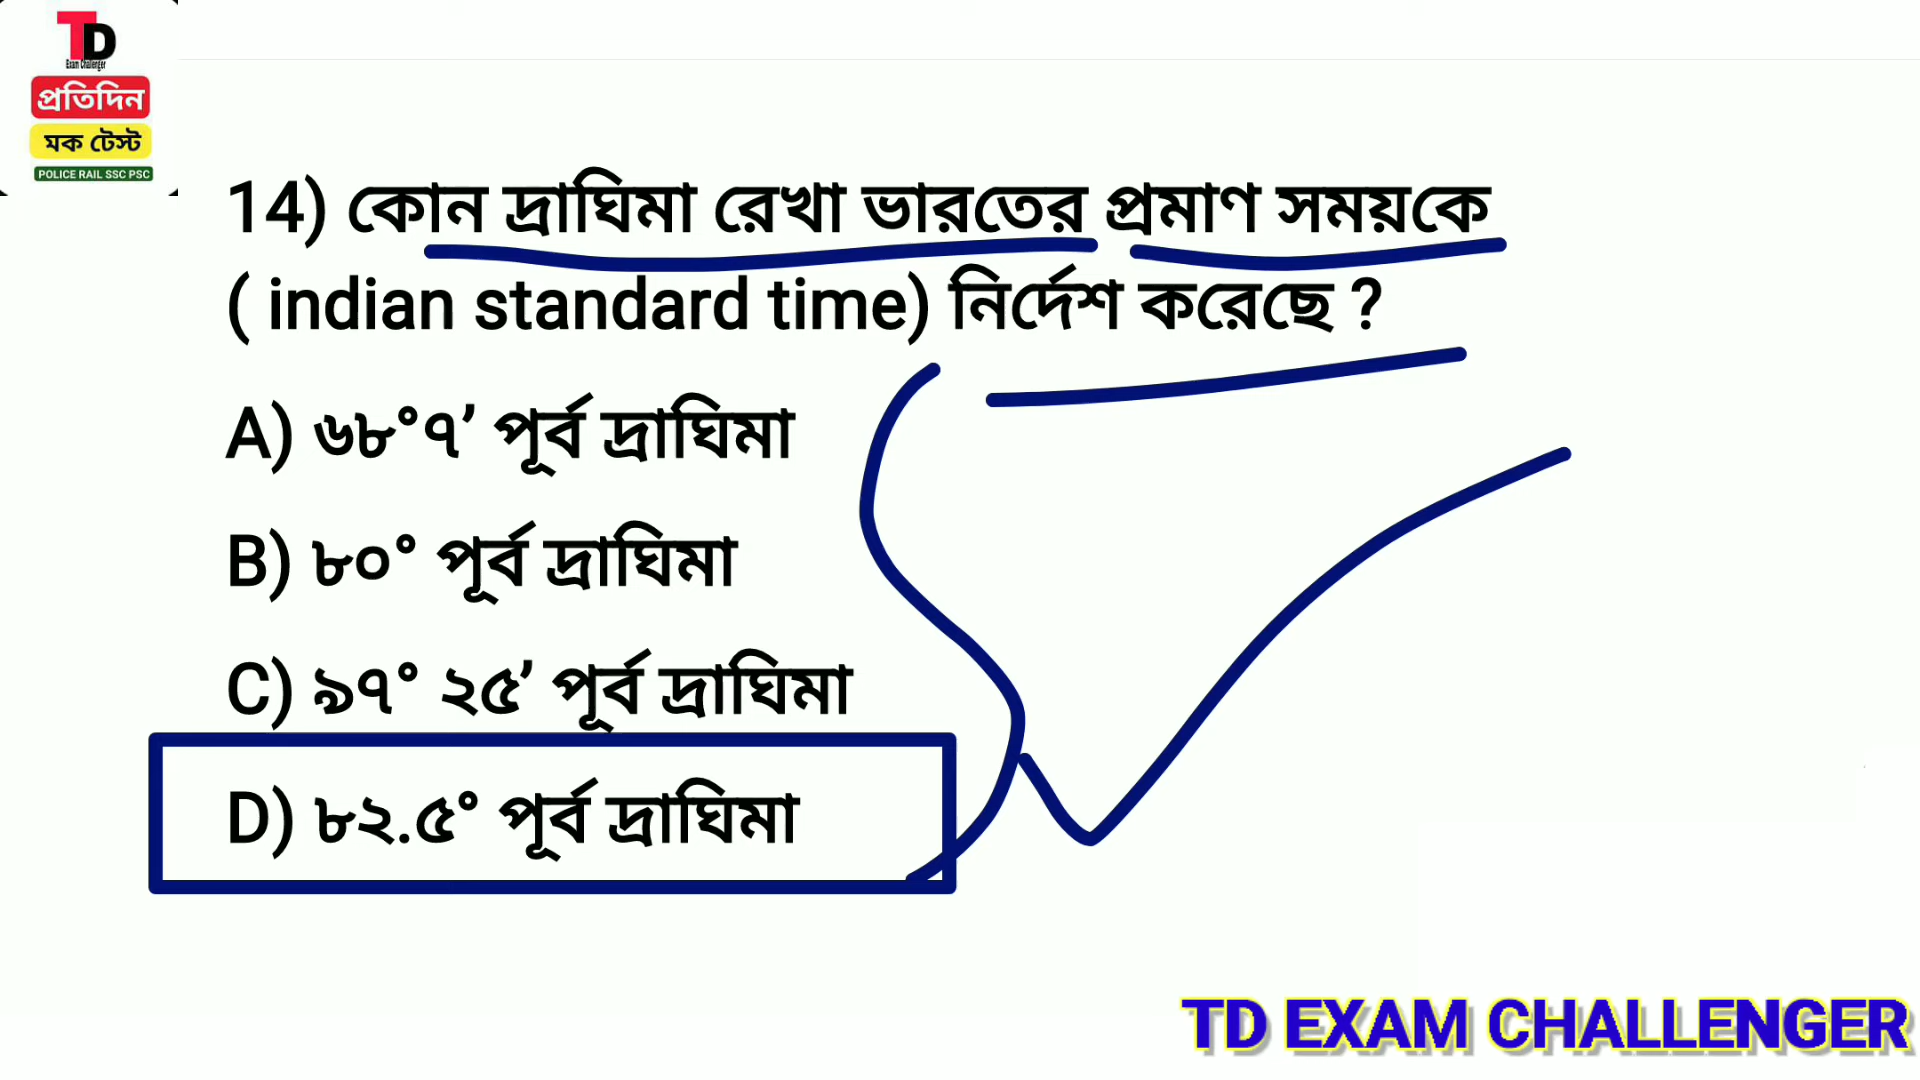 TD
Exam Challenger
প্রতিদিন
মক টেস্ট
POLICE RAIL SSC PSC
14) কোন দ্রাঘিমা রেখা ভারতের প্রমাণ সময়কে
( indian standard time) নির্দেশ করেছে ?
A) ৬৮°৭’ পূর্ব দ্রাঘিমা
B) ৮০° পূর্ব দ্রাঘিমা
C) ৯৭° ২৫’ পূর্ব দ্রাঘিমা
D) ৮২.৫° পূর্ব দ্রাঘিমা
TD EXAM CHALLENGER